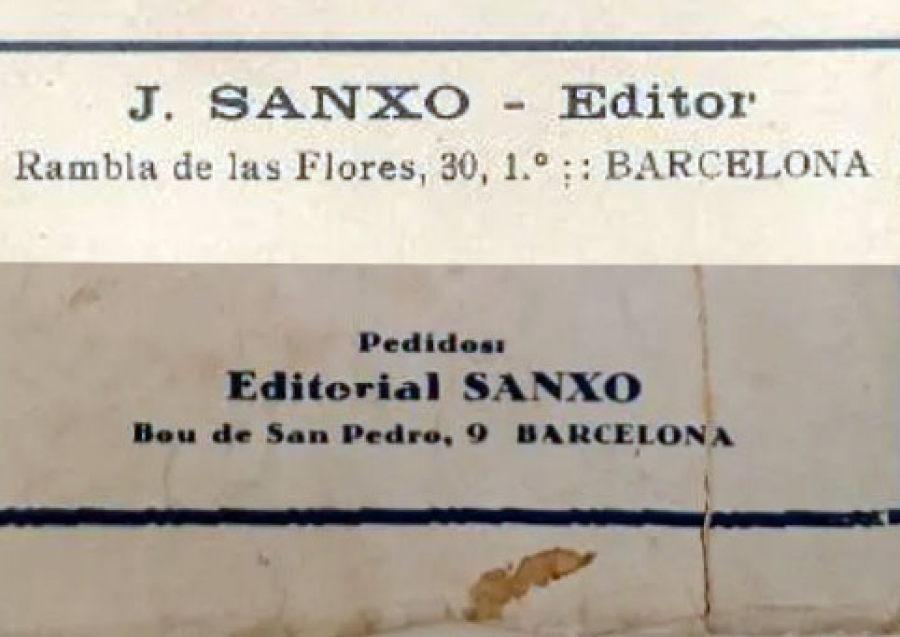 J. SANXO - Editor
Rambla de las Flores, 30, 1.º :: BARCELONA
Pedidos:
Editorial SANXO
Bou de San Pedro, 9 BARCELONA